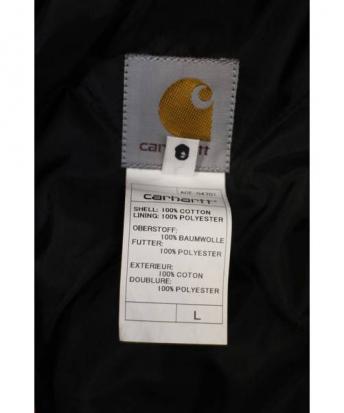 carhartt
SHELL: 100% COTTON
LINING: 100% POLYESTER
OBERSTOFF:
100% BAUMWOLLE
FUTTER:
100% POLYESTER
EXTERIEUR:
100% COTON
DOUBLURE:
100% POLYESTER
L